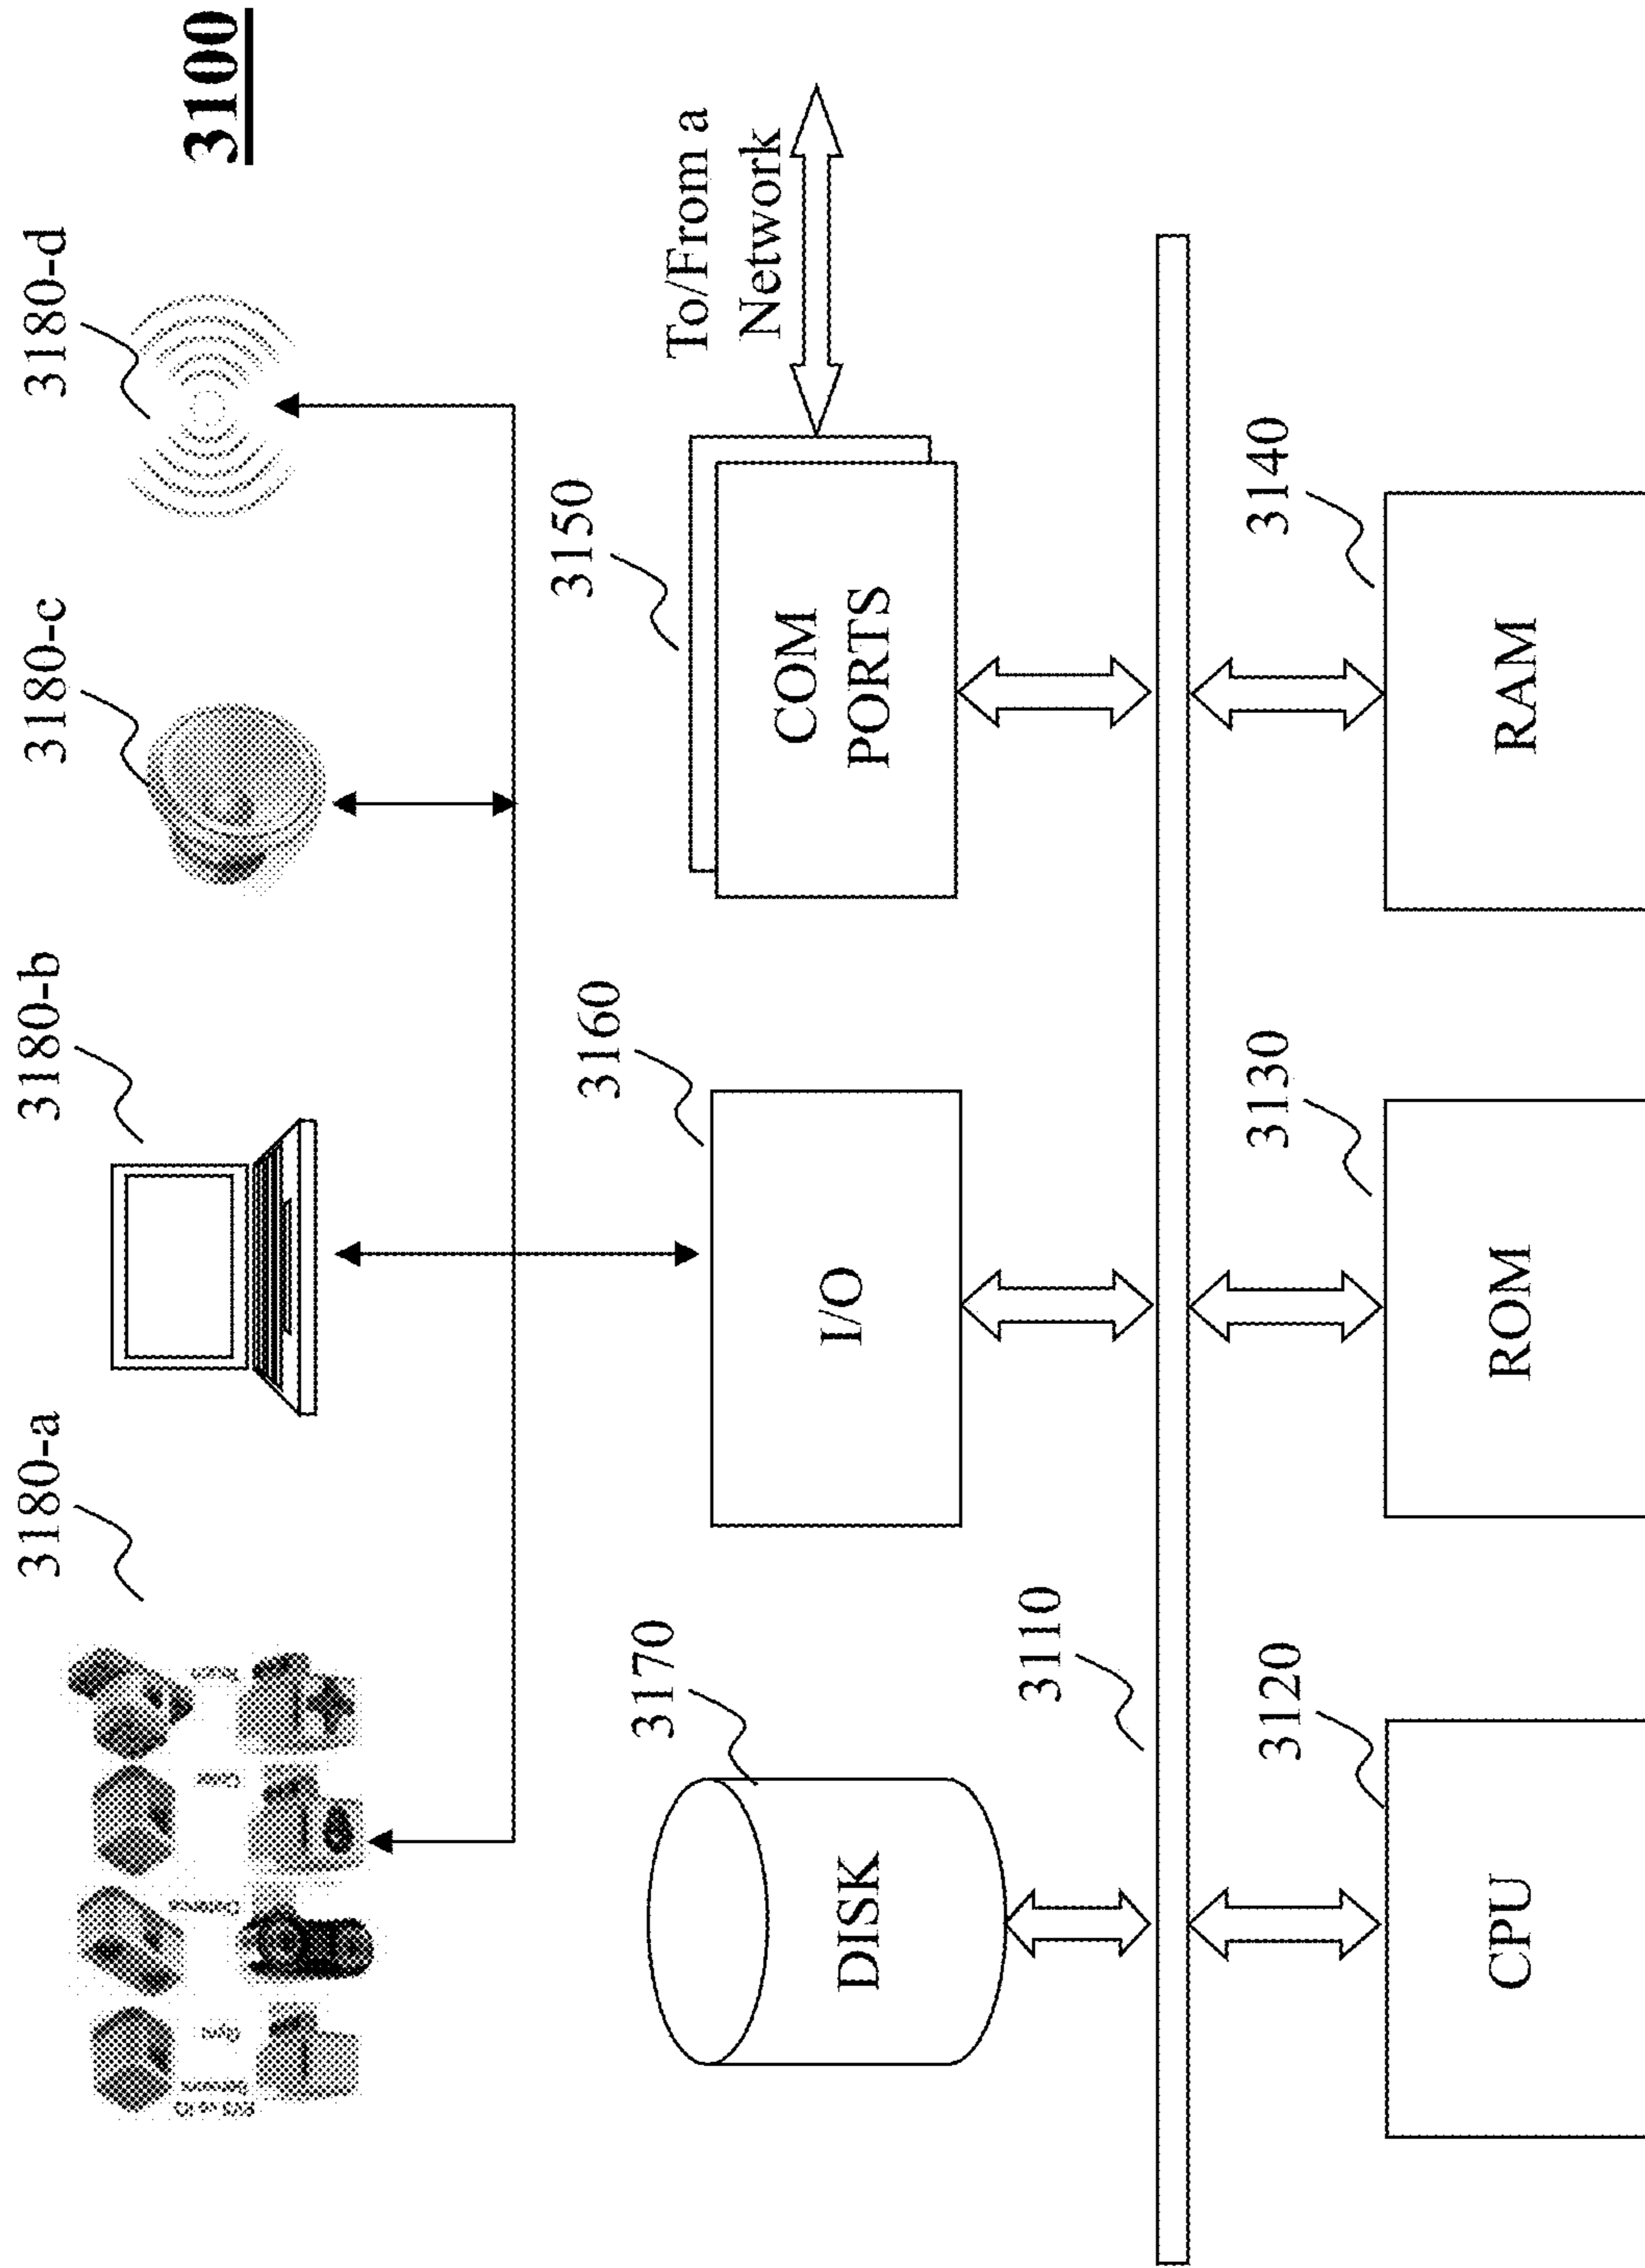 3100
3180-a
3180-b
3180-c
3180-d
3170
3160
3150
To/From a
Network
DISK
I/O
COM
PORTS
3110
3120
3130
3140
CPU
ROM
RAM